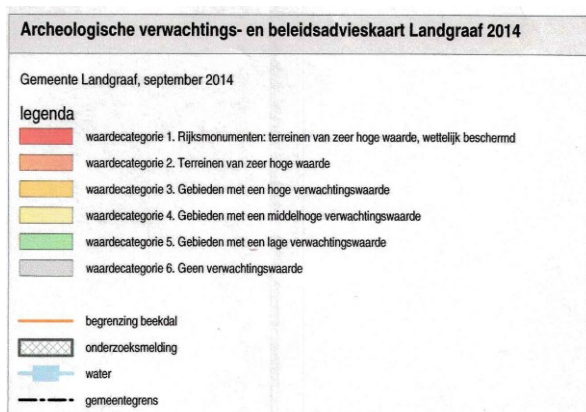 Archeologische verwachtings- en beleidsadvieskaart Landgraaf 2014
Gemeente Landgraaf, september 2014
legenda
waardecategorie 1. Rijksmonumenten: terreinen van zeer hoge waarde, wettelijk beschermd
waardecategorie 2. Terreinen van zeer hoge waarde
waardecategorie 3. Gebieden met een hoge verwachtingswaarde
waardecategorie 4. Gebieden met een middelhoge verwachtingswaarde
waardecategorie 5. Gebieden met een lage verwachtingswaarde
waardecategorie 6. Geen verwachtingswaarde
begrenzing beekdal
onderzoeksmelding
water
gemeentegrens